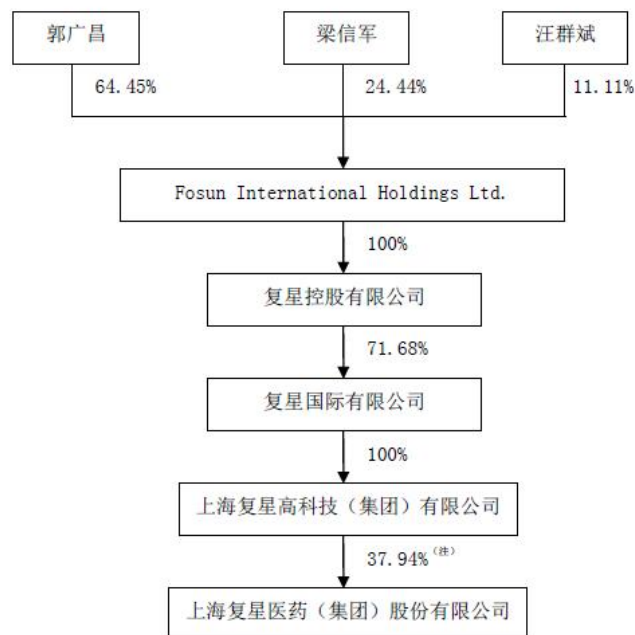 郭广昌 梁信军 汪群斌
64.45% 24.44% 11.11%
Fosun International Holdings Ltd.
100%
复星控股有限公司
71.68%
复星国际有限公司
100%
上海复星高科技（集团）有限公司
37.94%（注）
上海复星医药（集团）股份有限公司